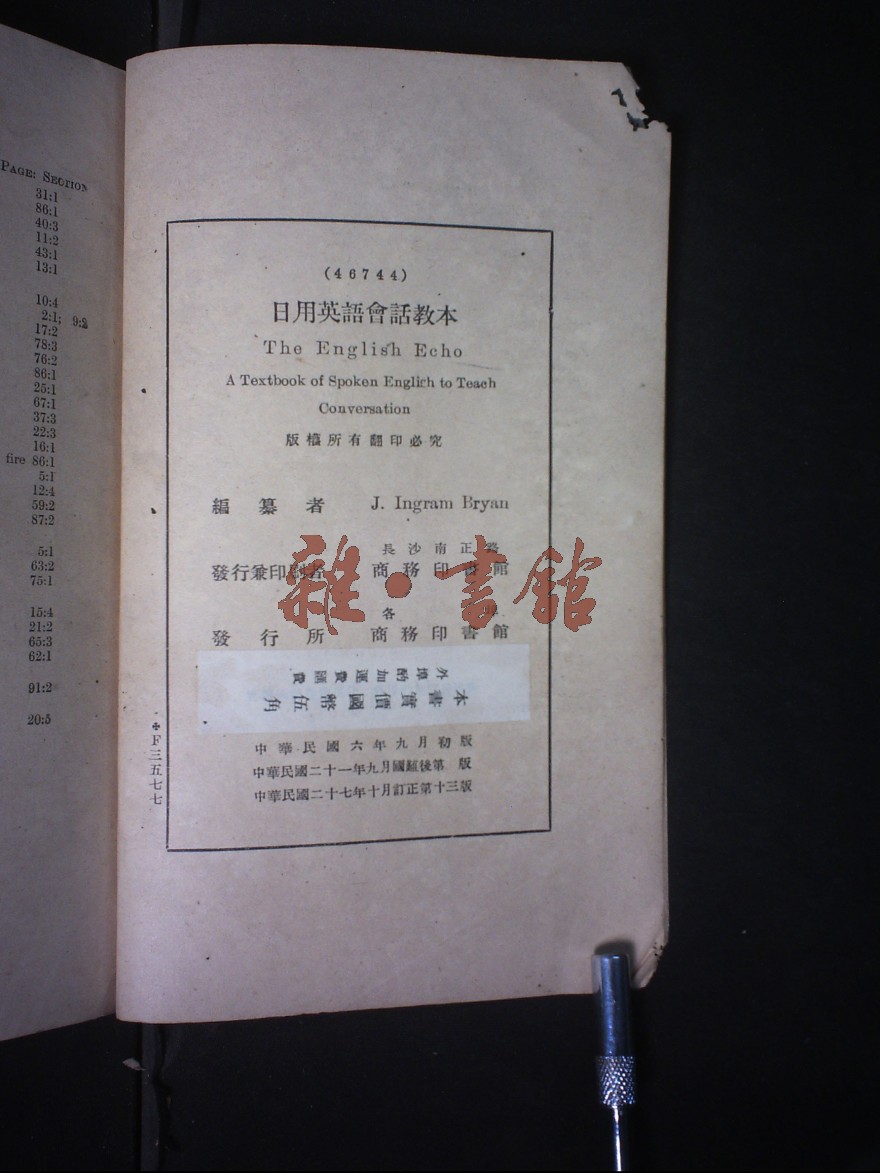 PAGE: SECTION
31:1
86:1
40:3
11:2
43:1
13:1
10:4
2:1; 9:2
17:2
78:3
76:2
86:1
25:1
67:1
37:3
22:3
16:1
fire 86:1
5:1
12:4
59:2
87:2
5:1
63:2
75:1
15:4
21:2
65:3
62:1
91:2
20:5
(46744)
日用英語會話教本
The English Echo
A Textbook of Spoken English to Teach
Conversation
版權所有翻印必究
編纂者 J. Ingram Bryan
長沙南正
發行兼印刷者 商務印書館
各
發行所 商務印書館
雜·書館
本書實價國幣伍角
外埠酌加運費匯費
中華民國六年九月初版
中華民國二十一年九月國難後第 版
中華民國二十七年十月訂正第十三版
✠F三五七七